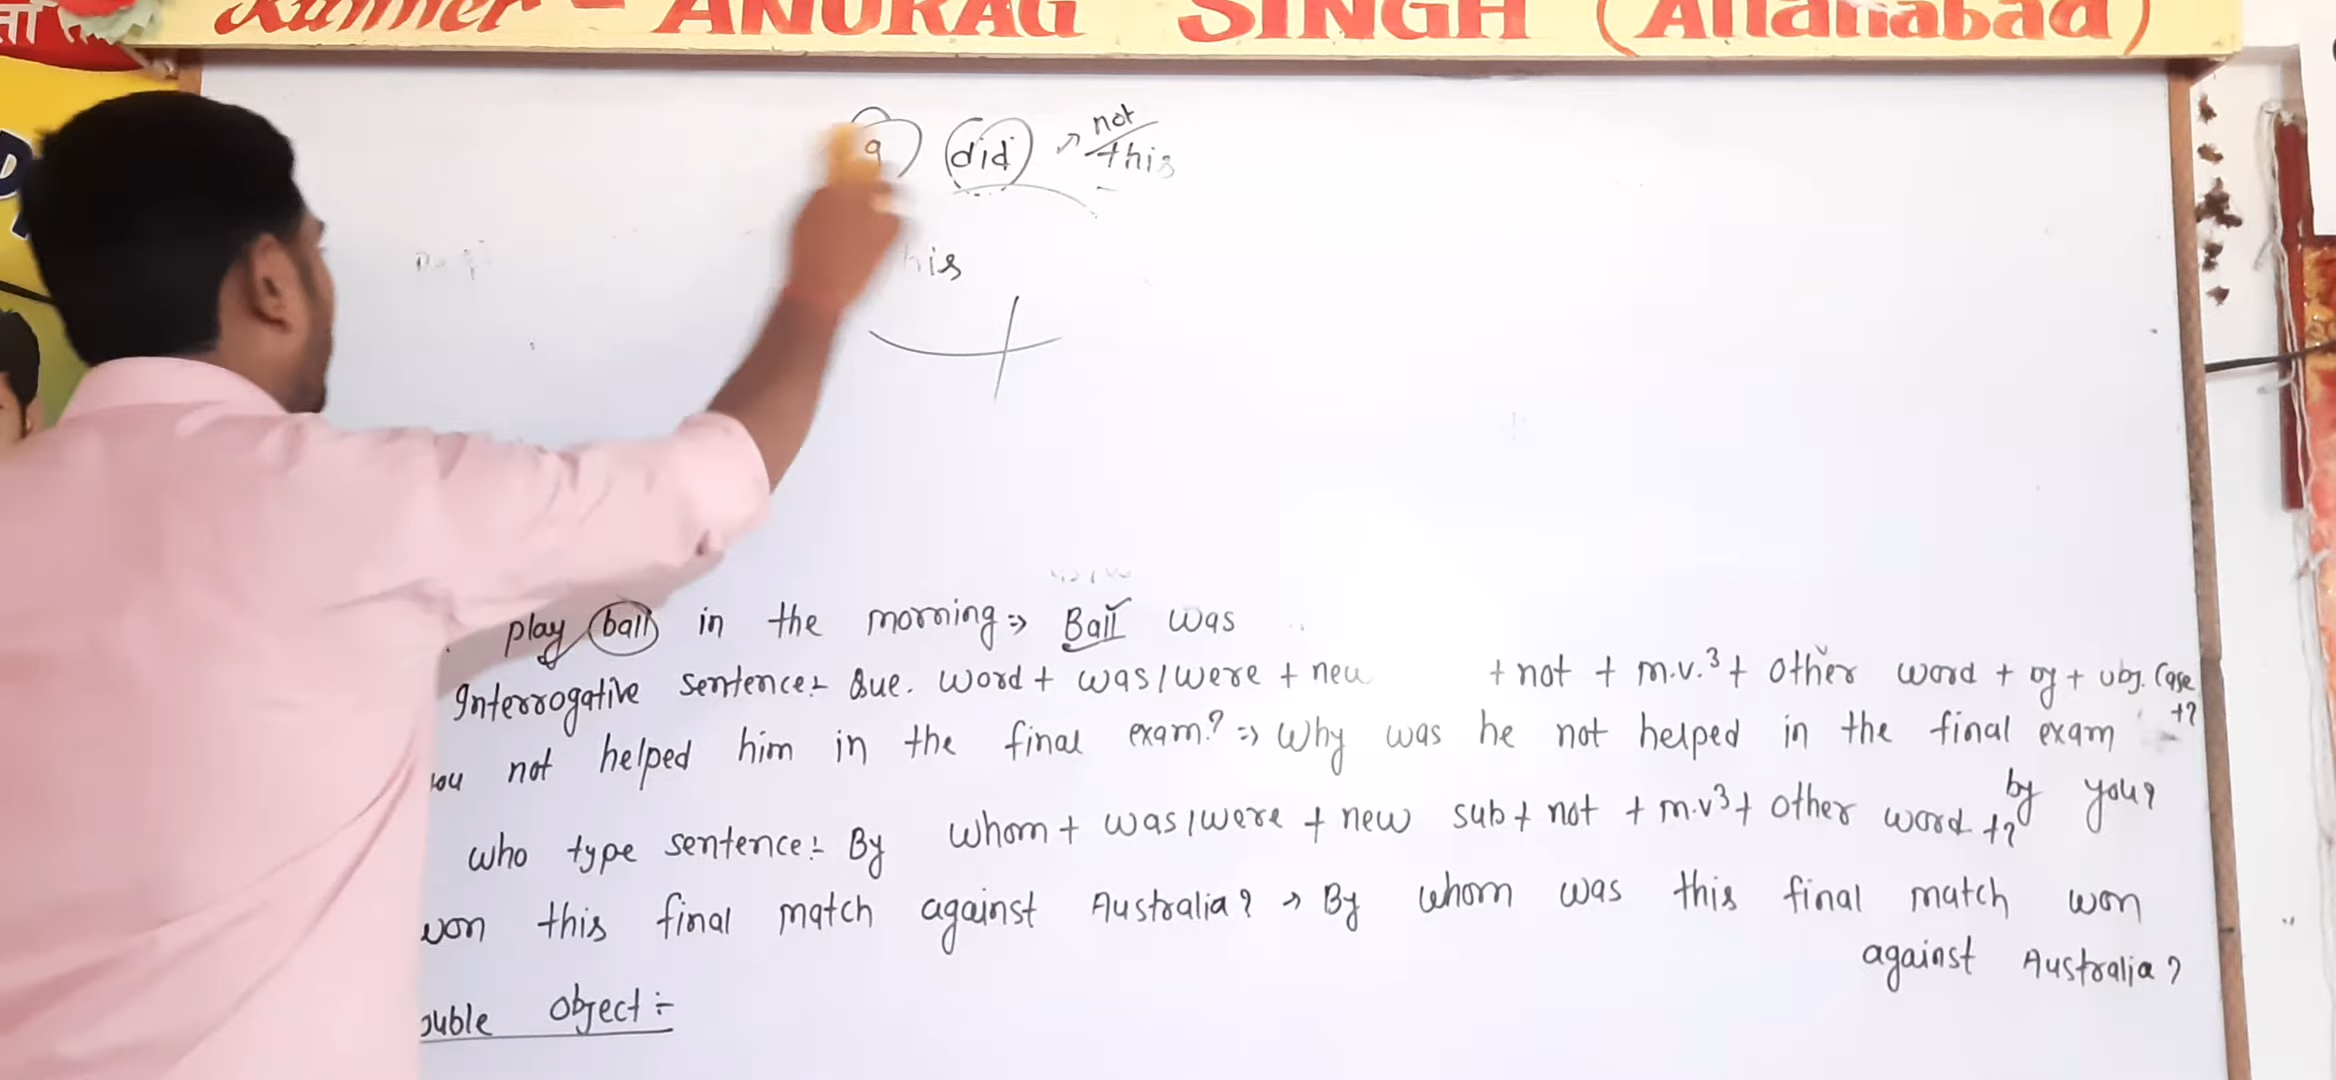 Runner - ANURAG SINGH (Allahabad)
did not
this
his
play ball in the morning => Ball was
Interrogative sentence:- Que. word + was/were + new + not + m.v.³ + other word + by + obj. case +?
you not helped him in the final exam? => Why was he not helped in the final exam by you?
who type sentence:- By whom + was/were + new sub + not + m.v³ + other word +?
won this final match against Australia? → By whom was this final match won against Australia?
ouble object:-